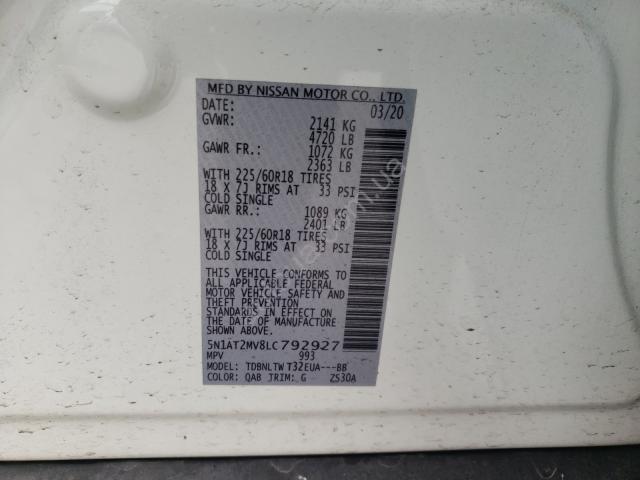 MFD BY NISSAN MOTOR CO., LTD.
DATE: 03/20
GVWR: 2141 KG
4720 LB
GAWR FR.: 1072 KG
2363 LB
WITH 225/60R18 TIRES
18 X 7J RIMS AT 33 PSI
COLD SINGLE
GAWR RR.: 1089 KG
2401 LB
WITH 225/60R18 TIRES
18 X 7J RIMS AT 33 PSI
COLD SINGLE
THIS VEHICLE CONFORMS TO
ALL APPLICABLE FEDERAL
MOTOR VEHICLE SAFETY AND
THEFT PREVENTION
STANDARDS IN EFFECT ON
THE DATE OF MANUFACTURE
SHOWN ABOVE.
5N1AT2MV8LC792927
MPV 993
MODEL: TDBNLTWT32EUA---BB
COLOR: QAB TRIM: G ZS30A